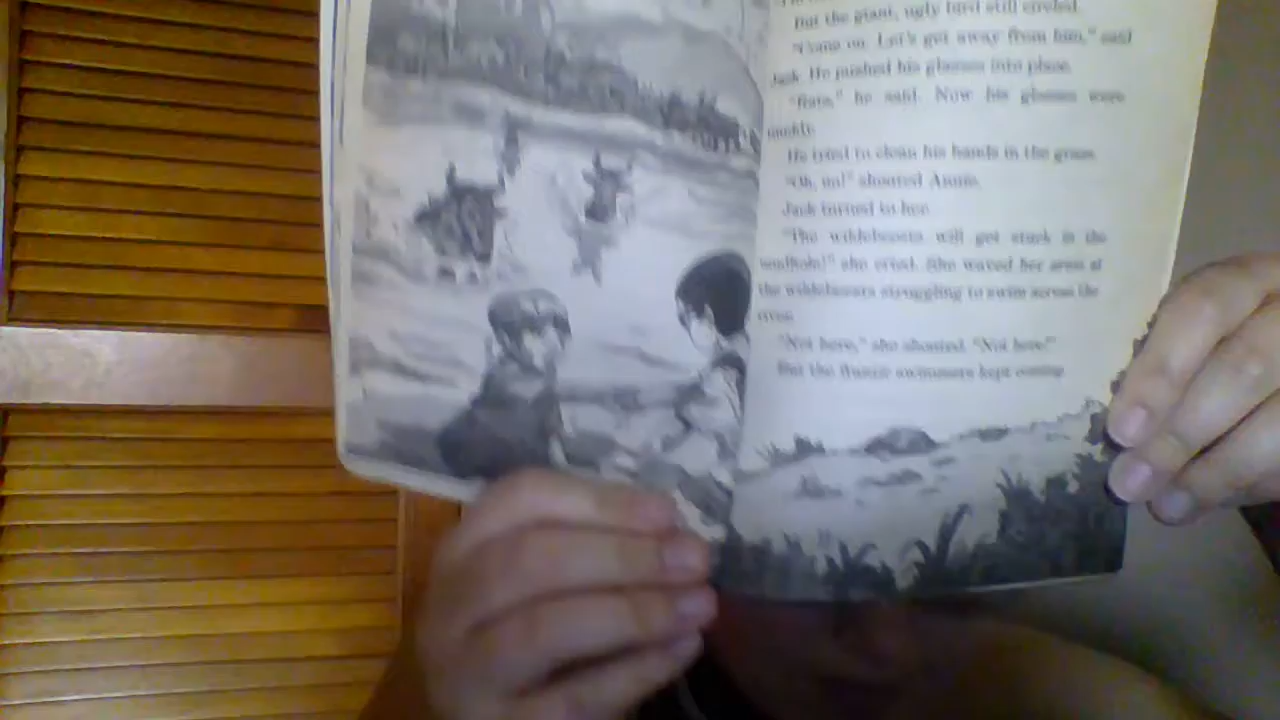 But the giant, ugly bird still circled.
"Come on. Let's get away from him," said
Jack. He pushed his glasses into place.
"Rats," he said. Now his glasses were
muddy.
He tried to clean his hands in the grass.
"Oh, no!" shouted Annie.
Jack turned to her.
"The wildebeests will get stuck in the
mudhole!" she cried. She waved her arms at
the wildebeests struggling to swim across the
river.
"Not here," she shouted. "Not here!"
But the frantic swimmers kept coming.